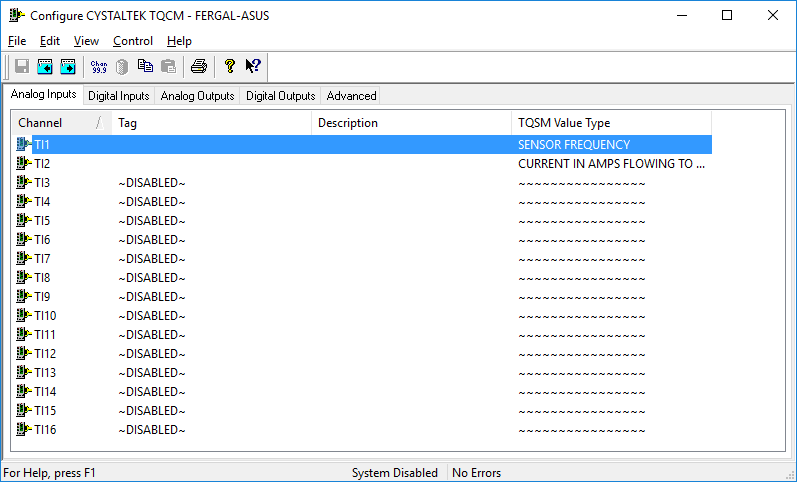 Configure CYSTALTEK TQCM - FERGAL-ASUS
File Edit View Control Help
Chan 99.9
Analog Inputs Digital Inputs Analog Outputs Digital Outputs Advanced
Channel / Tag Description TQSM Value Type
TI1 SENSOR FREQUENCY
TI2 CURRENT IN AMPS FLOWING TO ...
TI3 ~DISABLED~ ~~~~~~~~~~~~~~~~
TI4 ~DISABLED~ ~~~~~~~~~~~~~~~~
TI5 ~DISABLED~ ~~~~~~~~~~~~~~~~
TI6 ~DISABLED~ ~~~~~~~~~~~~~~~~
TI7 ~DISABLED~ ~~~~~~~~~~~~~~~~
TI8 ~DISABLED~ ~~~~~~~~~~~~~~~~
TI9 ~DISABLED~ ~~~~~~~~~~~~~~~~
TI10 ~DISABLED~ ~~~~~~~~~~~~~~~~
TI11 ~DISABLED~ ~~~~~~~~~~~~~~~~
TI12 ~DISABLED~ ~~~~~~~~~~~~~~~~
TI13 ~DISABLED~ ~~~~~~~~~~~~~~~~
TI14 ~DISABLED~ ~~~~~~~~~~~~~~~~
TI15 ~DISABLED~ ~~~~~~~~~~~~~~~~
TI16 ~DISABLED~ ~~~~~~~~~~~~~~~~
For Help, press F1 System Disabled No Errors